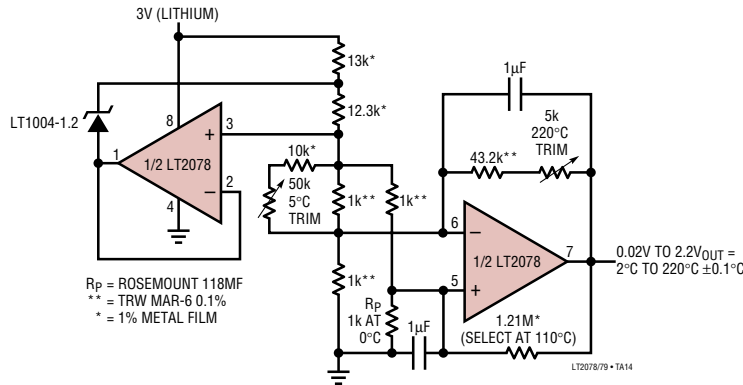 3V (LITHIUM)
13k*
LT1004-1.2
12.3k*
8
3
+
1
1/2 LT2078
2
–
4
10k*
50k
5°C
TRIM
1k**
1k**
1k**
1µF
5k
220°C
TRIM
43.2k**
6
–
1/2 LT2078
7
5
+
0.02V TO 2.2VOUT =
2°C TO 220°C ±0.1°C
RP
1k AT
0°C
1µF
1.21M*
(SELECT AT 110°C)
RP = ROSEMOUNT 118MF
** = TRW MAR-6 0.1%
* = 1% METAL FILM
LT2078/79 • TA14